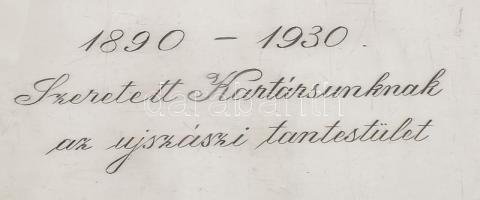 1890 – 1930.
Szeretett Kartársunknak
az ujszászi tantestület